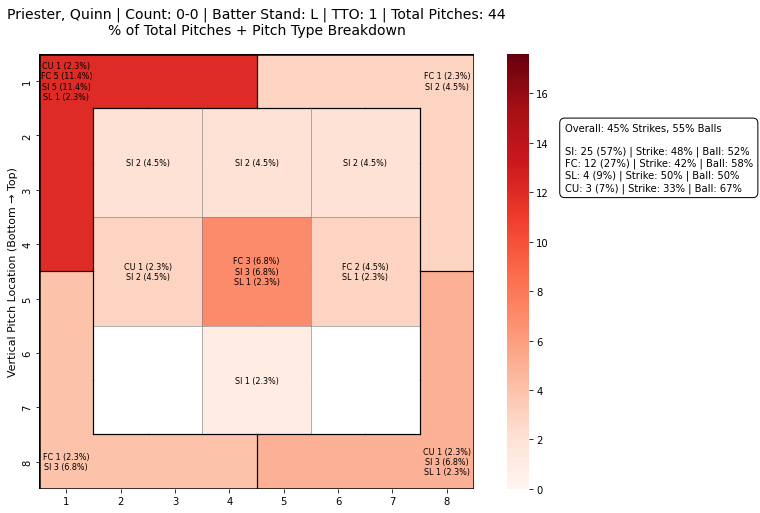 Priester, Quinn | Count: 0-0 | Batter Stand: L | TTO: 1 | Total Pitches: 44
% of Total Pitches + Pitch Type Breakdown
CU 1 (2.3%)
FC 5 (11.4%)
SI 5 (11.4%)
SL 1 (2.3%)
FC 1 (2.3%)
SI 2 (4.5%)
SI 2 (4.5%)
SI 2 (4.5%)
SI 2 (4.5%)
CU 1 (2.3%)
SI 2 (4.5%)
FC 3 (6.8%)
SI 3 (6.8%)
SL 1 (2.3%)
FC 2 (4.5%)
SL 1 (2.3%)
SI 1 (2.3%)
FC 1 (2.3%)
SI 3 (6.8%)
CU 1 (2.3%)
SI 3 (6.8%)
SL 1 (2.3%)
Vertical Pitch Location (Bottom → Top)
1
2
3
4
5
6
7
8
1 2 3 4 5 6 7 8
16
14
12
10
8
6
4
2
0
Overall: 45% Strikes, 55% Balls
SI: 25 (57%) | Strike: 48% | Ball: 52%
FC: 12 (27%) | Strike: 42% | Ball: 58%
SL: 4 (9%) | Strike: 50% | Ball: 50%
CU: 3 (7%) | Strike: 33% | Ball: 67%